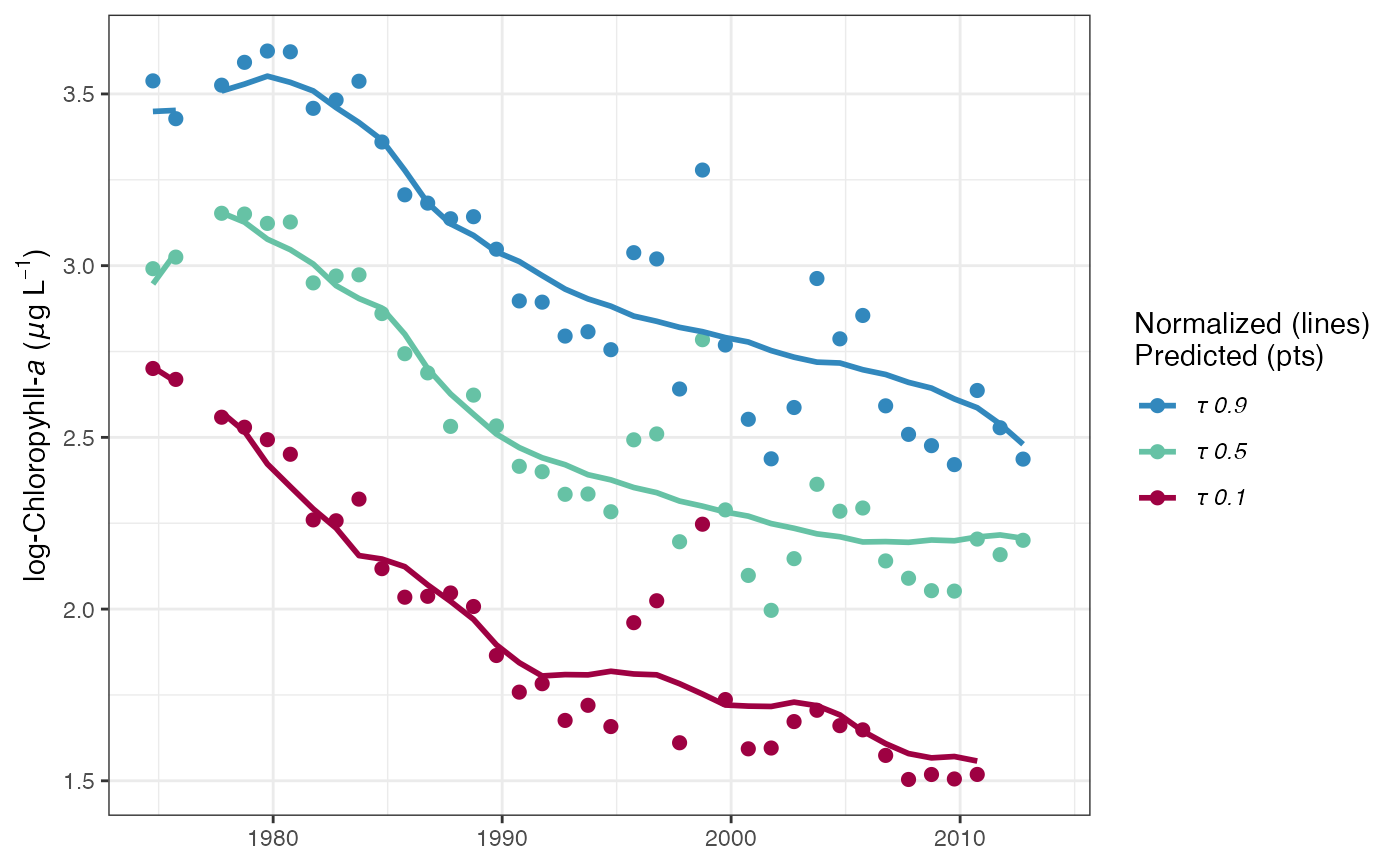 3.5
3.0
2.5
2.0
1.5
1980 1990 2000 2010
log-Chloropyhll-a (μg L⁻¹)
Normalized (lines)
Predicted (pts)
τ 0.9
τ 0.5
τ 0.1